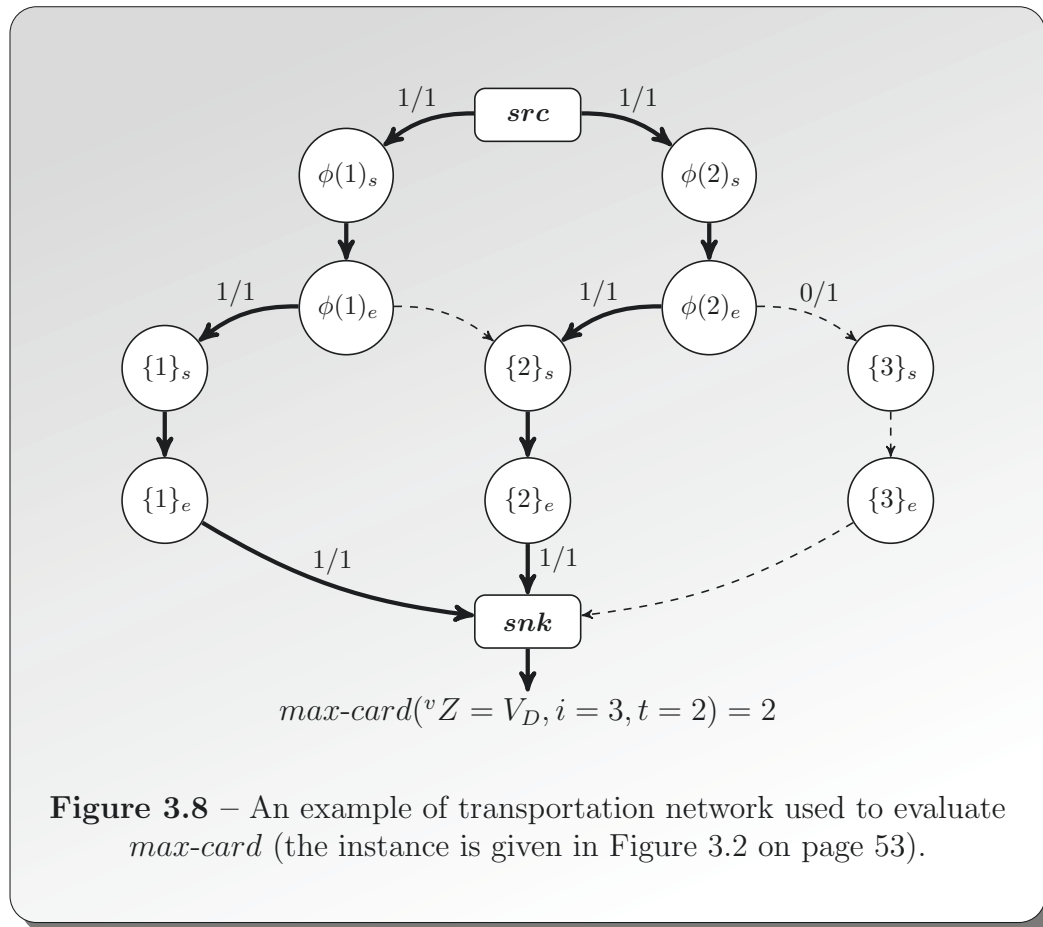 1/1 src 1/1
ϕ(1)ₛ ϕ(2)ₛ
1/1 ϕ(1)ₑ 1/1 ϕ(2)ₑ 0/1
{1}ₛ {2}ₛ {3}ₛ
{1}ₑ {2}ₑ {3}ₑ
1/1 1/1
snk
max-card(ᵛZ = V_D, i = 3, t = 2) = 2
Figure 3.8 – An example of transportation network used to evaluate
max-card (the instance is given in Figure 3.2 on page 53).